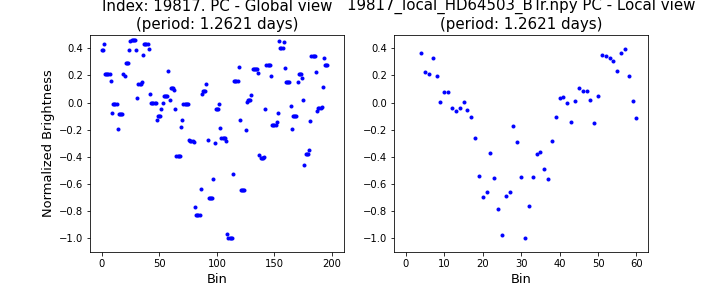 Index: 19817. PC - Global view
(period: 1.2621 days)
19817_local_HD64503_BTr.npy PC - Local view
(period: 1.2621 days)
Normalized Brightness
0.4
0.2
0.0
−0.2
−0.4
−0.6
−0.8
−1.0
0 50 100 150 200
Bin
0.4
0.2
0.0
−0.2
−0.4
−0.6
−0.8
−1.0
0 10 20 30 40 50 60
Bin